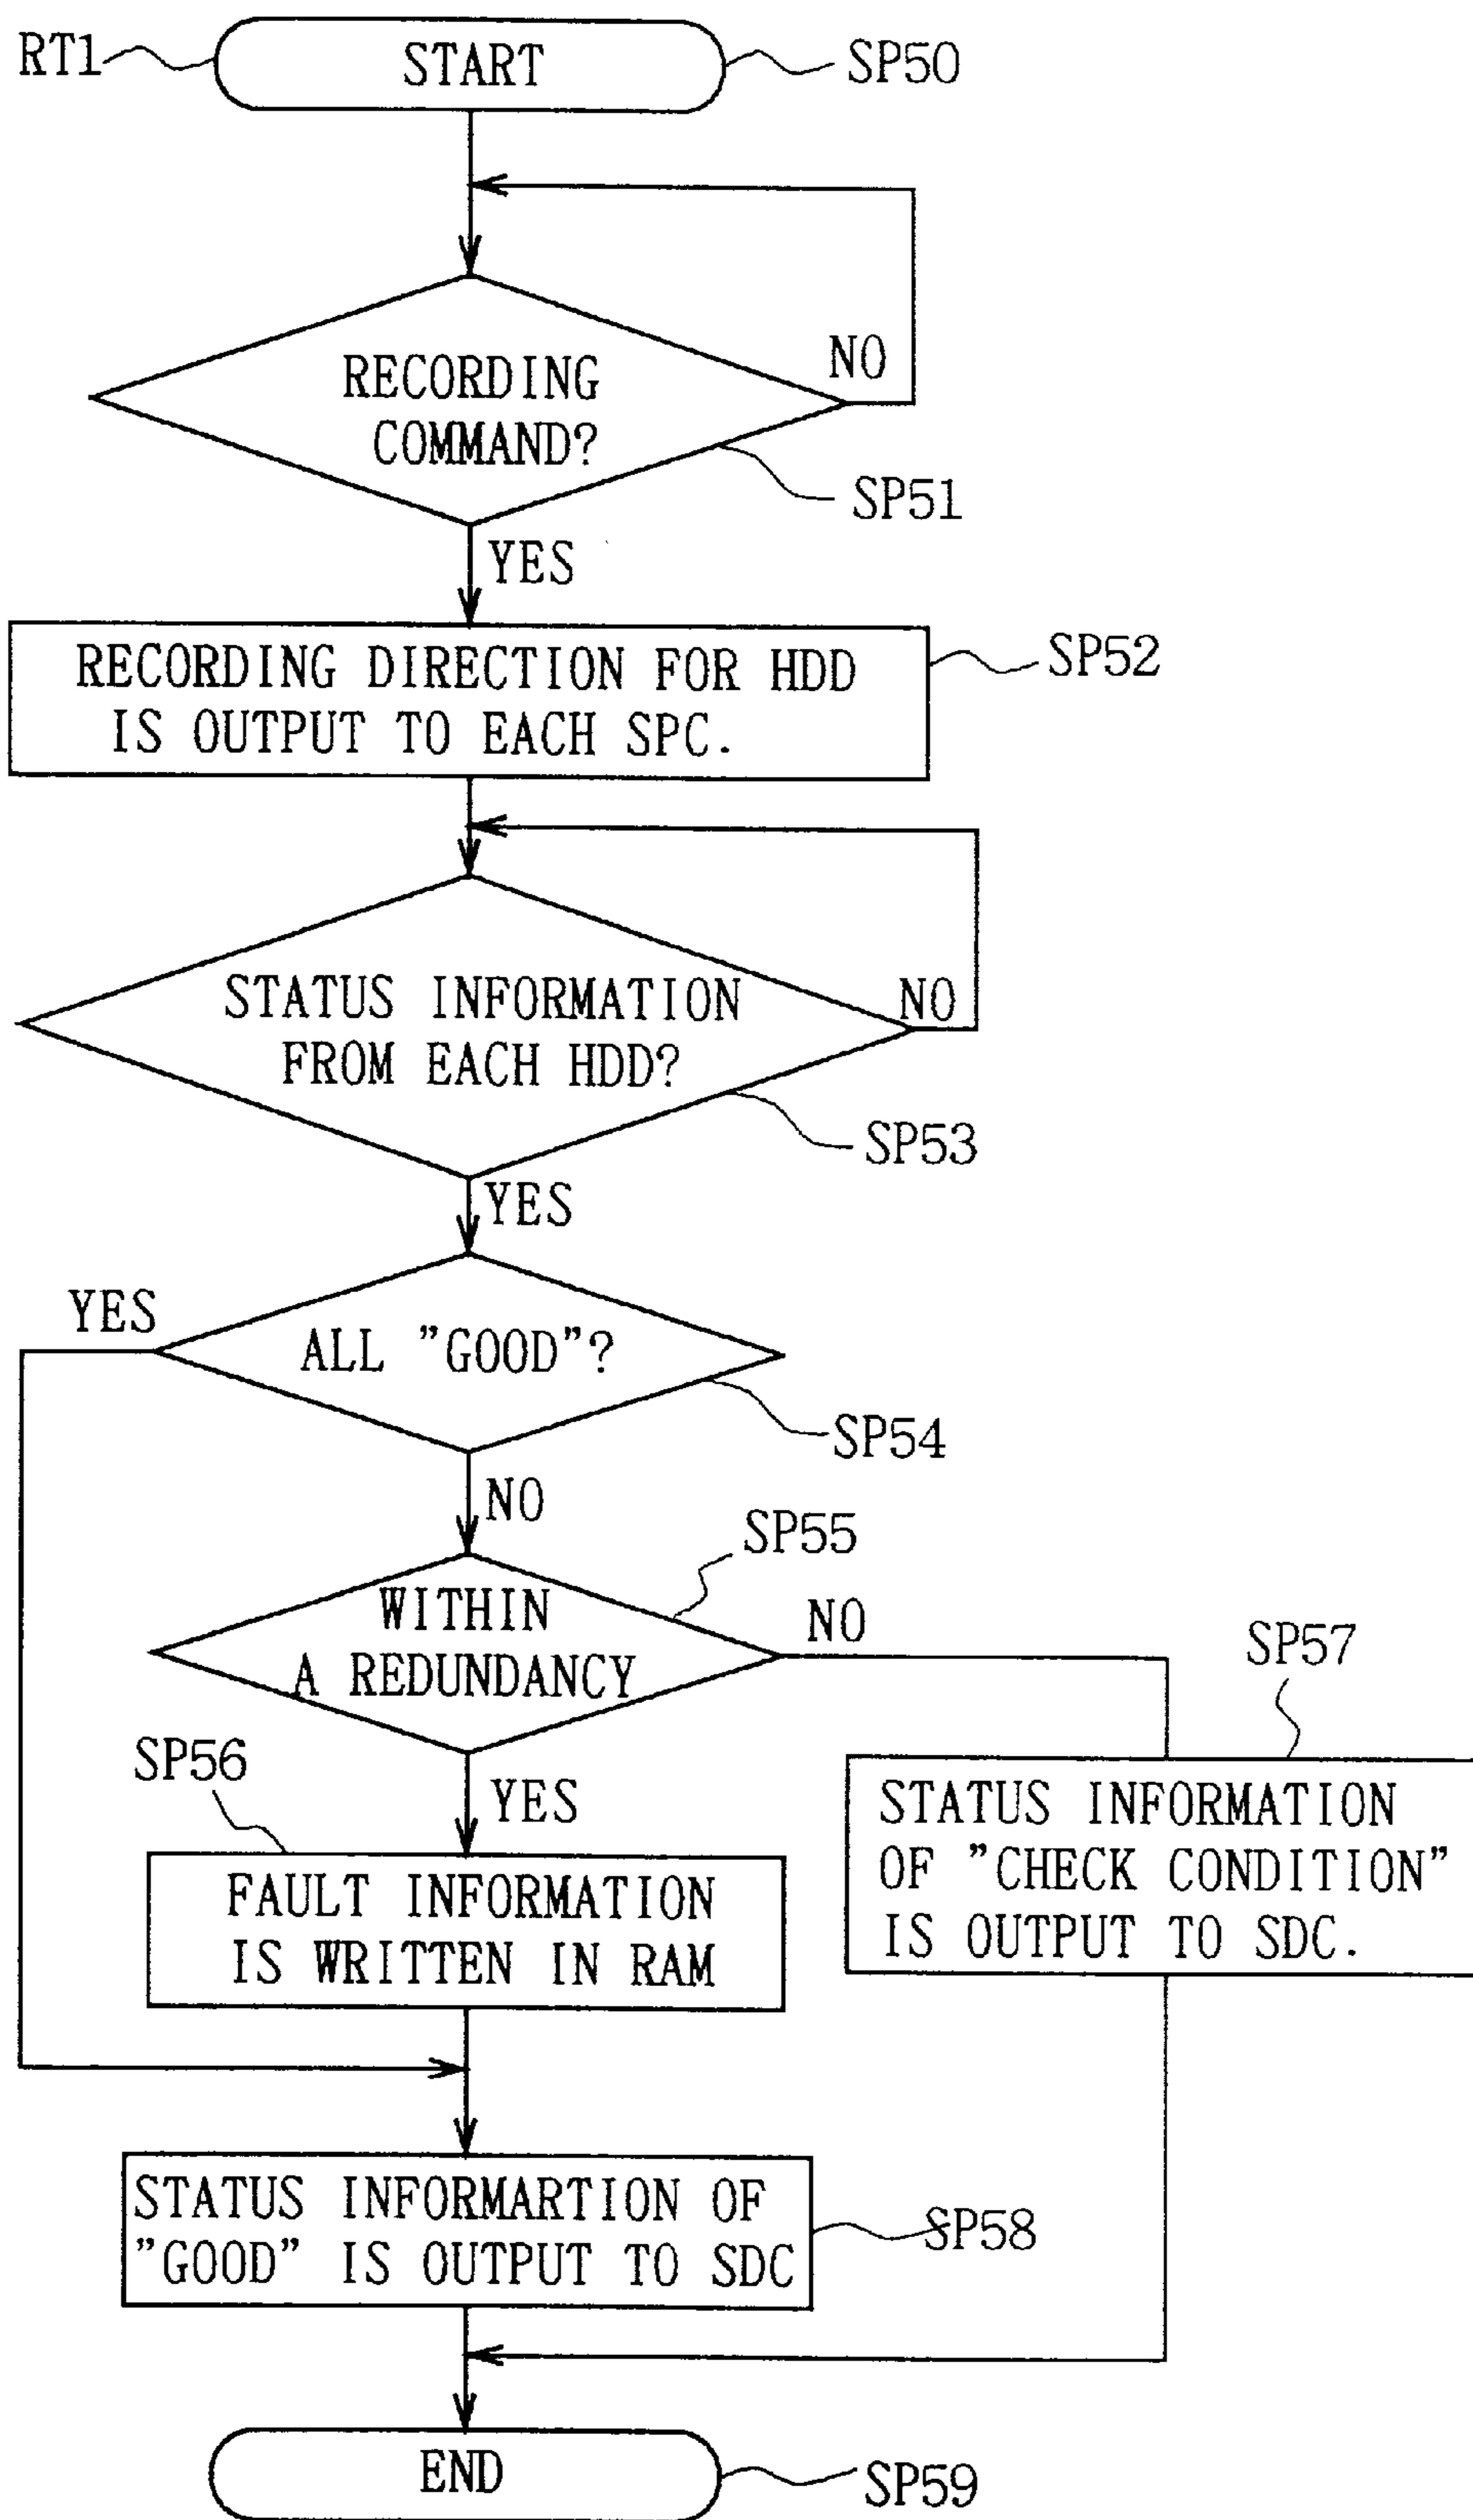 RT1
START
SP50
NO
RECORDING
COMMAND?
SP51
YES
RECORDING DIRECTION FOR HDD
IS OUTPUT TO EACH SPC.
SP52
STATUS INFORMATION
FROM EACH HDD?
NO
SP53
YES
YES
ALL "GOOD"?
SP54
NO
SP55
WITHIN
A REDUNDANCY
NO
SP57
SP56
YES
STATUS INFORMATION
OF "CHECK CONDITION"
IS OUTPUT TO SDC.
FAULT INFORMATION
IS WRITTEN IN RAM
STATUS INFORMARTION OF
"GOOD" IS OUTPUT TO SDC
SP58
END
SP59